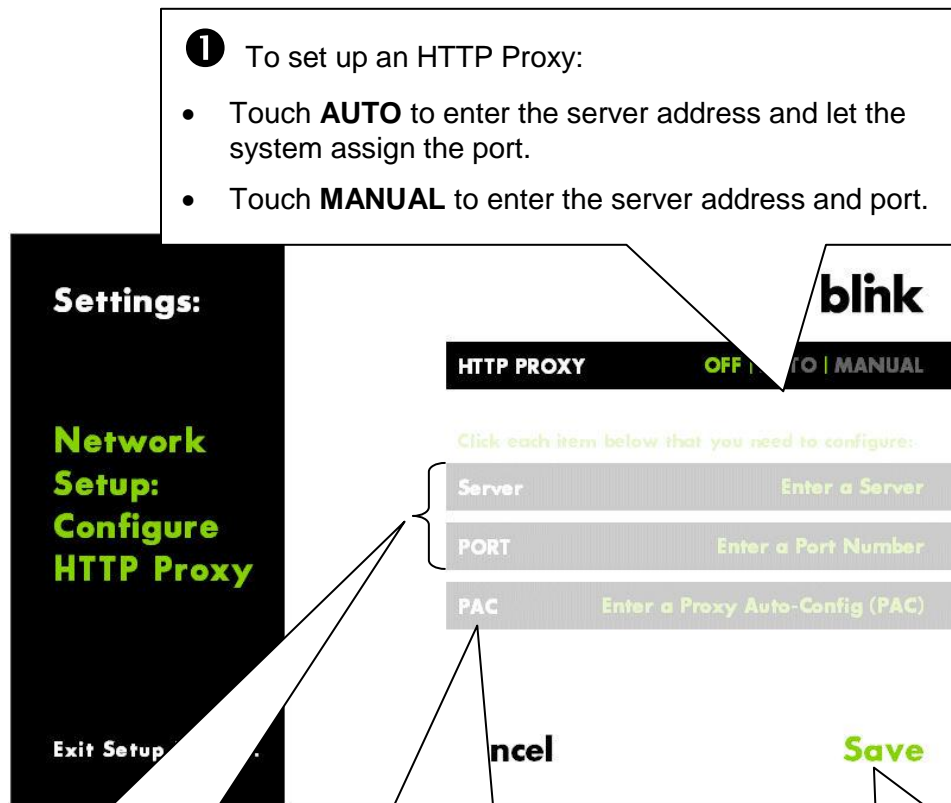 ❶ To set up an HTTP Proxy:
• Touch AUTO to enter the server address and let the
system assign the port.
• Touch MANUAL to enter the server address and port.
Settings:
blink
HTTP PROXY OFF | TO | MANUAL
Network
Setup:
Configure
HTTP Proxy
Click each item below that you need to configure:
Server Enter a Server
PORT Enter a Port Number
PAC Enter a Proxy Auto-Config (PAC)
Exit Setup
ncel
Save